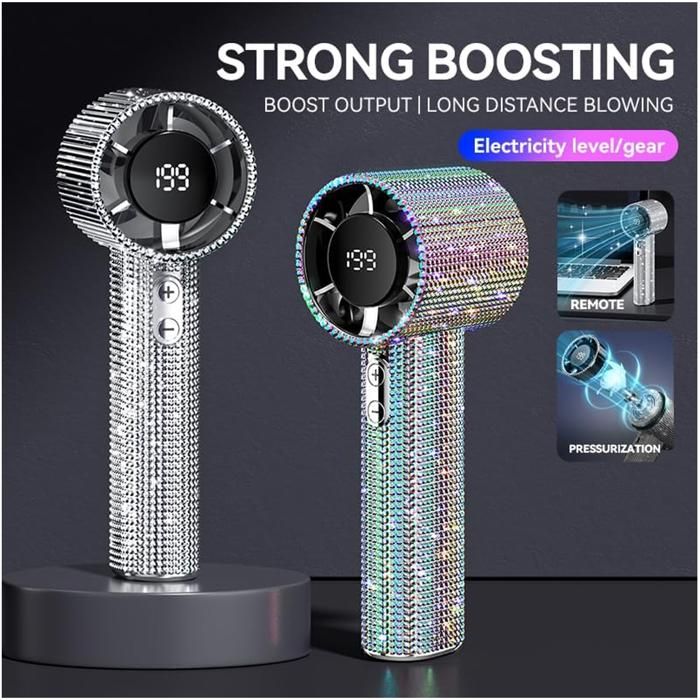 STRONG BOOSTING
BOOST OUTPUT | LONG DISTANCE BLOWING
Electricity level/gear
199
199
+
−
+
−
REMOTE
PRESSURIZATION